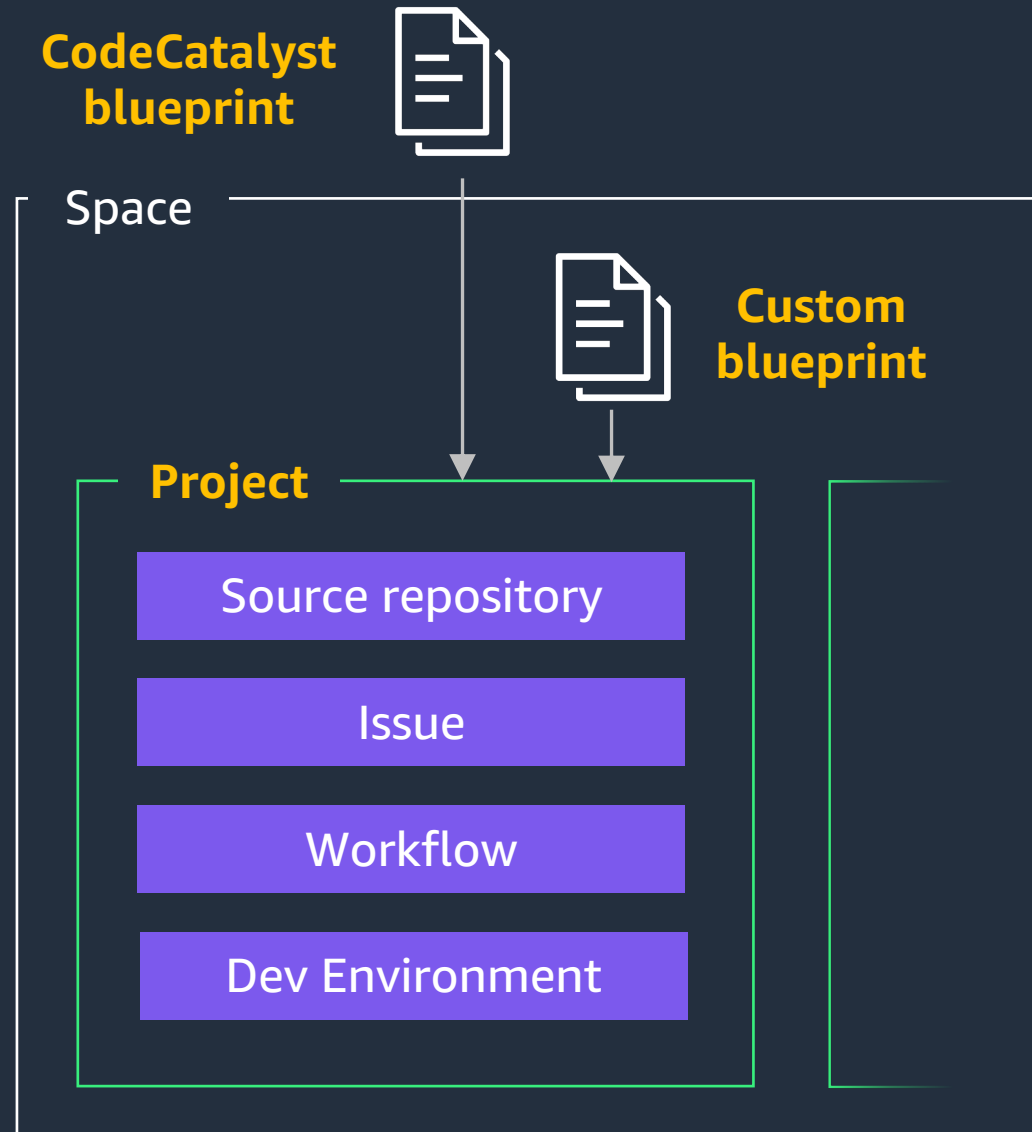 CodeCatalyst
blueprint
Space
Custom
blueprint
Project
Source repository
Issue
Workflow
Dev Environment